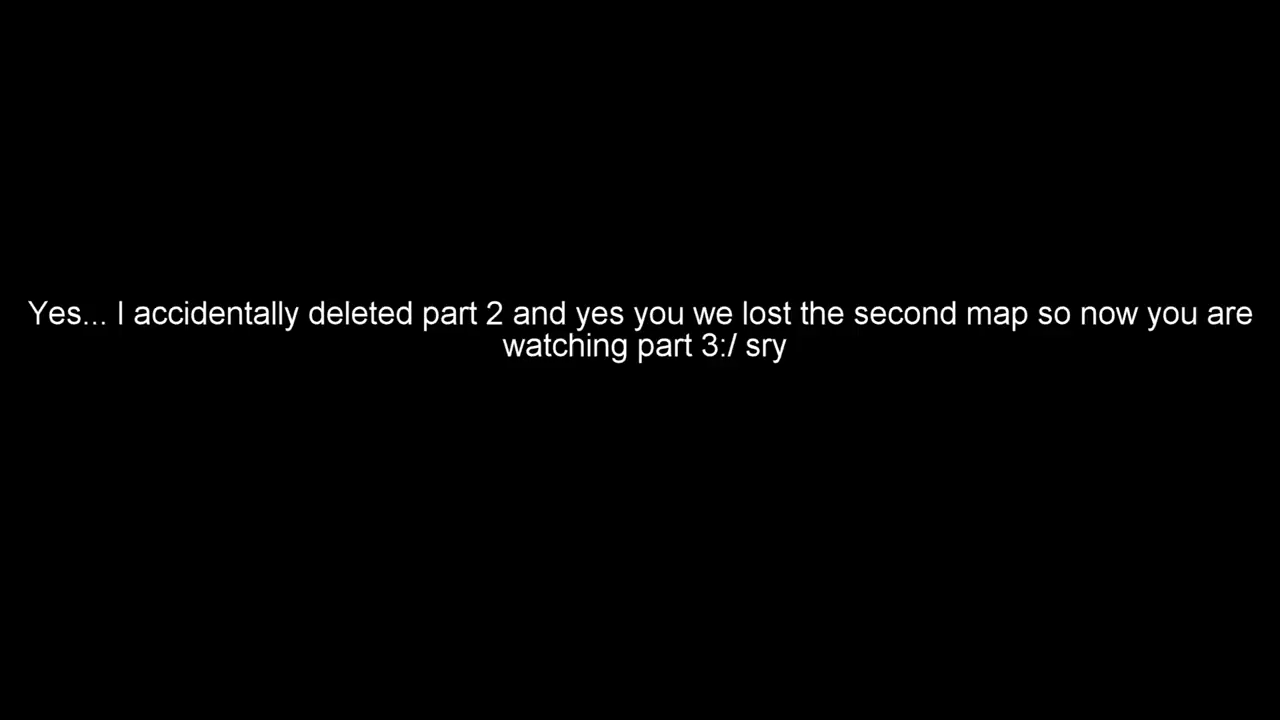 Yes... I accidentally deleted part 2 and yes you we lost the second map so now you are
watching part 3:/ sry